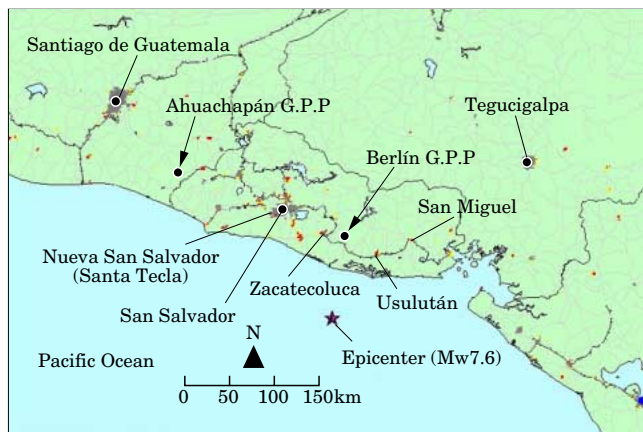 Santiago de Guatemala
Ahuachapán G.P.P
Tegucigalpa
Berlín G.P.P
San Miguel
Nueva San Salvador
(Santa Tecla)
Zacatecoluca
Usulután
San Salvador
N
Pacific Ocean
Epicenter (Mw7.6)
0 50 100 150km